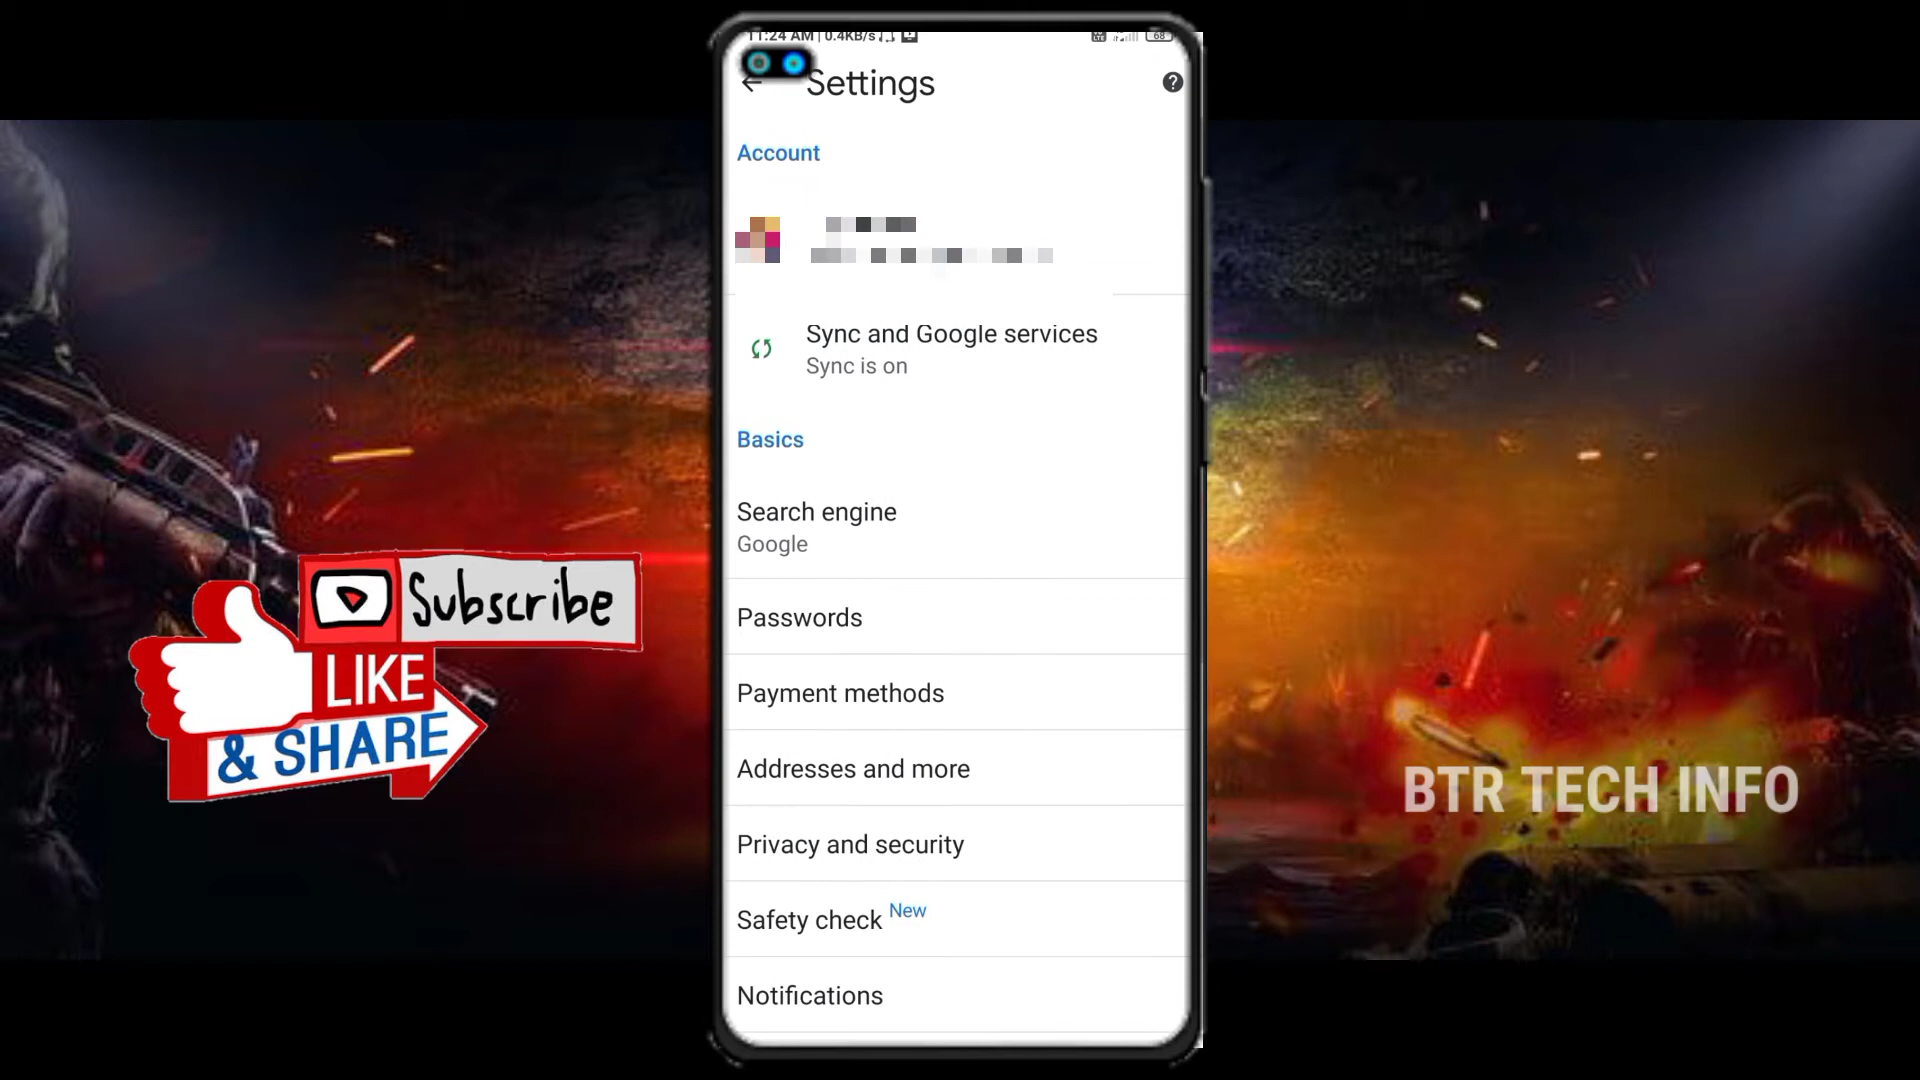 11:24 AM | 0.4KB/s
68
Settings
Account
Sync and Google services
Sync is on
Basics
Search engine
Google
Passwords
Payment methods
Addresses and more
Privacy and security
Safety check New
Notifications
Subscribe
LIKE
& SHARE
BTR TECH INFO